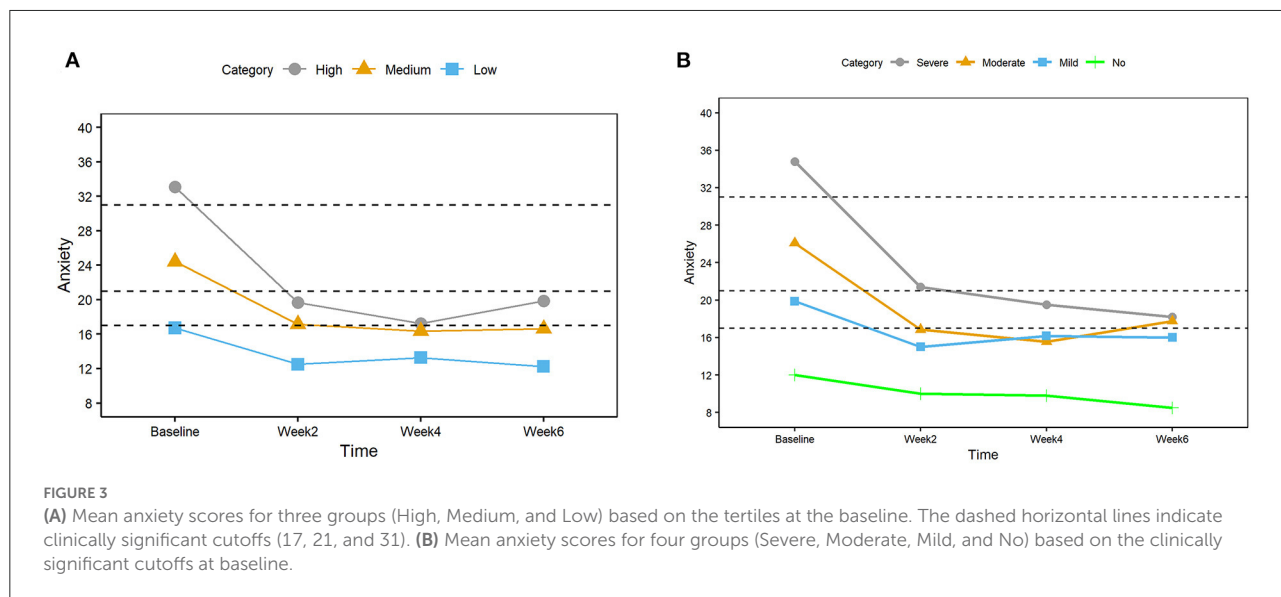 A
Category High Medium Low
40
36
32
28
24
20
16
12
8
Anxiety
Baseline Week2 Week4 Week6
Time
B
Category Severe Moderate Mild No
40
36
32
28
24
20
16
12
8
Anxiety
Baseline Week2 Week4 Week6
Time
FIGURE 3
(A) Mean anxiety scores for three groups (High, Medium, and Low) based on the tertiles at the baseline. The dashed horizontal lines indicate
clinically significant cutoffs (17, 21, and 31). (B) Mean anxiety scores for four groups (Severe, Moderate, Mild, and No) based on the clinically
significant cutoffs at baseline.